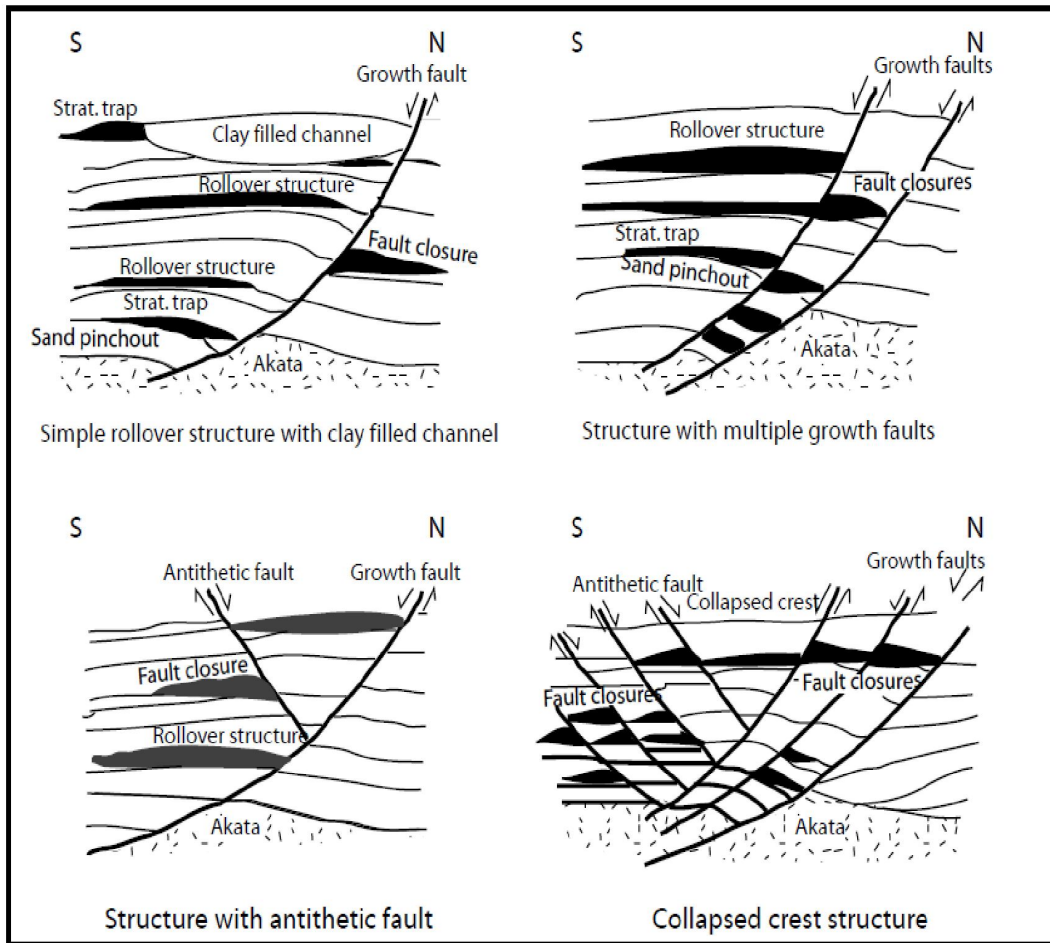 S
N
Growth fault
Strat. trap
Clay filled channel
Rollover structure
Fault closure
Rollover structure
Strat. trap
Sand pinchout
Akata
Simple rollover structure with clay filled channel
S
N
Growth faults
Rollover structure
Fault closures
Strat. trap
Sand pinchout
Akata
Structure with multiple growth faults
S
N
Antithetic fault
Growth fault
Fault closure
Rollover structure
Akata
Structure with antithetic fault
S
N
Growth faults
Antithetic fault
Collapsed crest
Fault closures
Fault closures
Akata
Collapsed crest structure